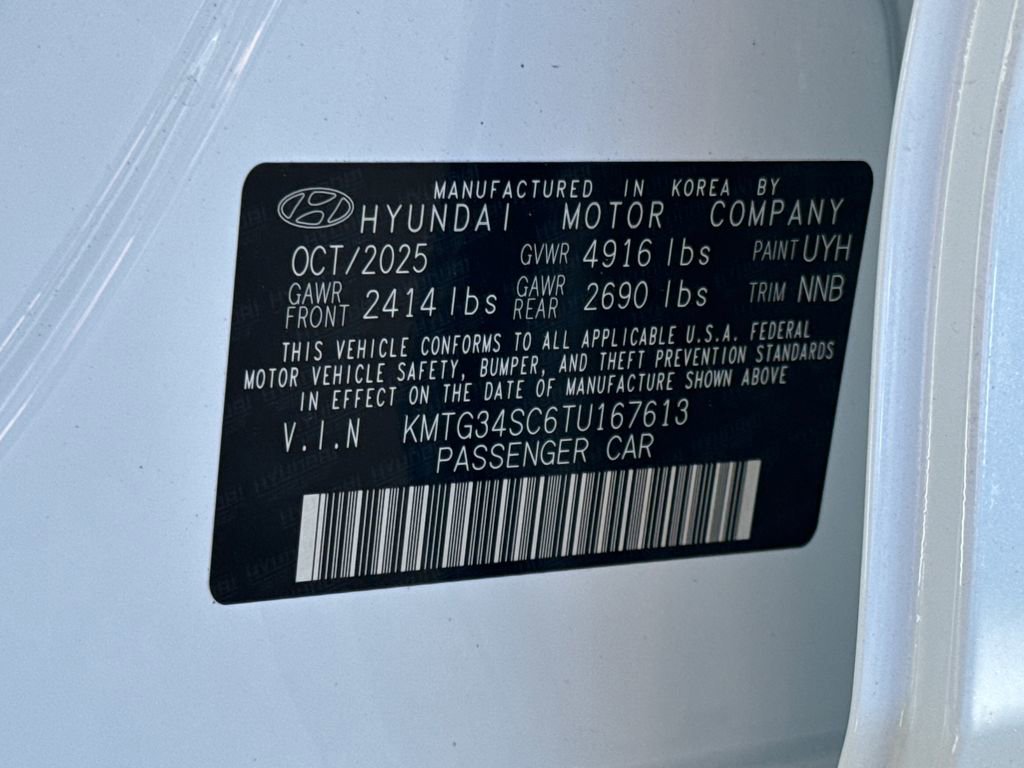 MANUFACTURED IN KOREA BY
HYUNDAI MOTOR COMPANY
OCT/2025 GVWR 4916 lbs PAINT UYH
GAWR FRONT 2414 lbs GAWR REAR 2690 lbs TRIM NNB
THIS VEHICLE CONFORMS TO ALL APPLICABLE U.S.A. FEDERAL
MOTOR VEHICLE SAFETY, BUMPER, AND THEFT PREVENTION STANDARDS
IN EFFECT ON THE DATE OF MANUFACTURE SHOWN ABOVE
V.I.N KMTG34SC6TU167613
PASSENGER CAR